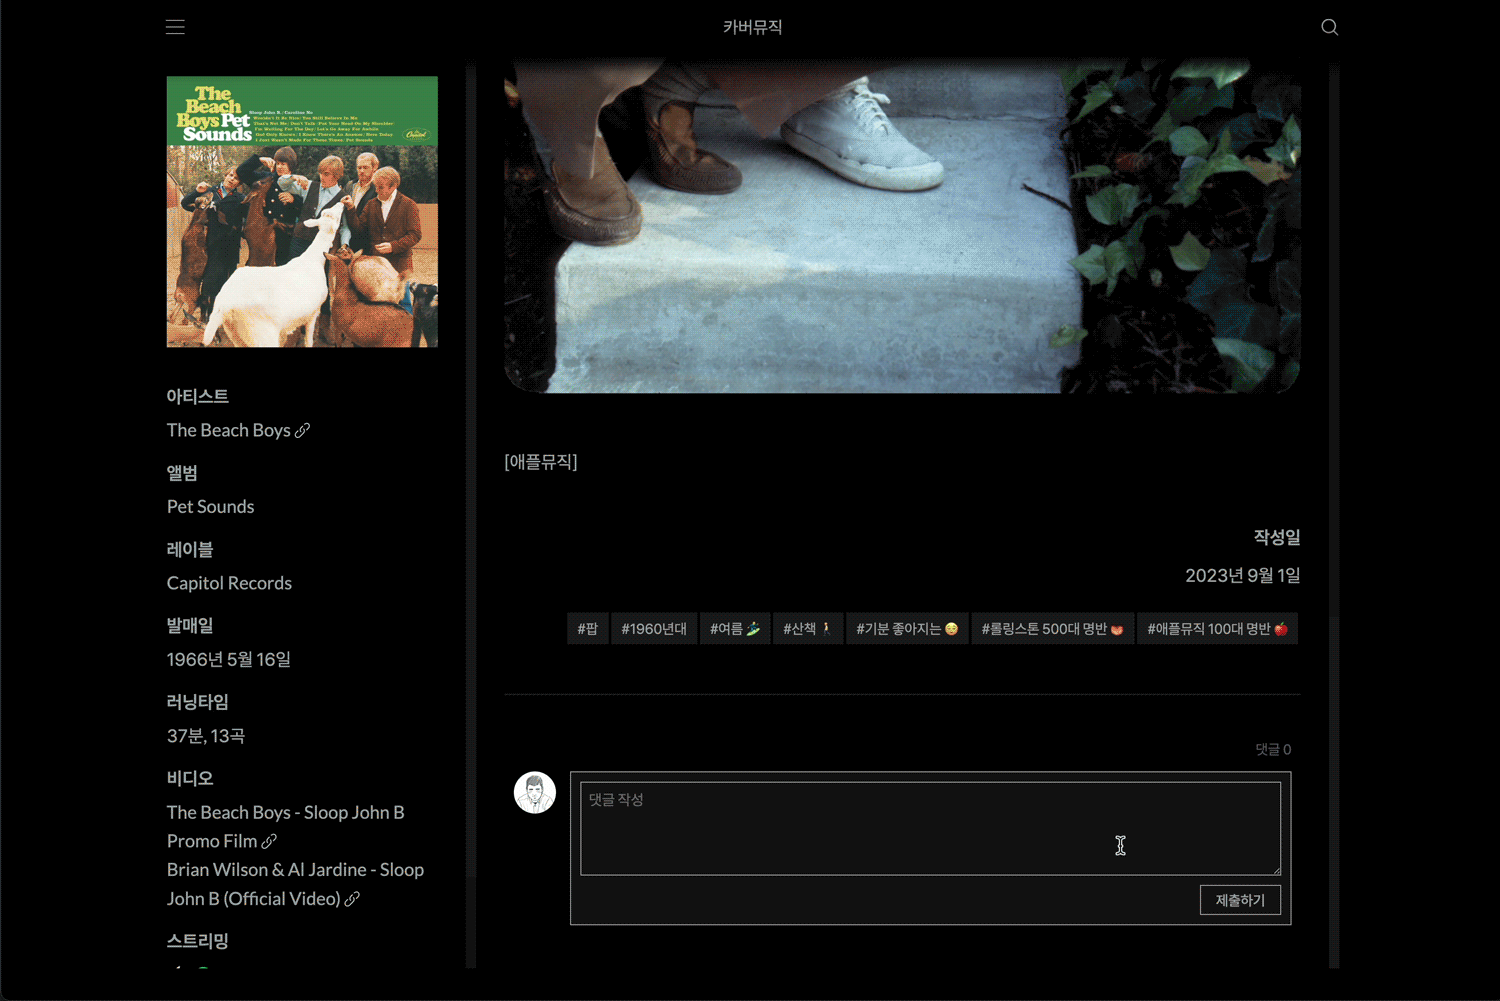 카버뮤직
The
Beach
Boys Pet
Sounds
Sloop John B. / Caroline No
Wouldn't It Be Nice / You Still Believe In Me
That's Not Me / Don't Talk (Put Your Head On My Shoulder)
I'm Waiting For The Day / Let's Go Away For Awhile
God Only Knows / I Know There's An Answer / Here Today
I Just Wasn't Made For These Times / Pet Sounds
Capitol
아티스트
The Beach Boys
앨범
Pet Sounds
레이블
Capitol Records
발매일
1966년 5월 16일
러닝타임
37분, 13곡
비디오
The Beach Boys - Sloop John B
Promo Film
Brian Wilson & Al Jardine - Sloop
John B (Official Video)
스트리밍
[애플뮤직]
작성일
2023년 9월 1일
#팝 #1960년대 #여름🏄 #산책🚶 #기분 좋아지는😊 #롤링스톤 500대 명반👅 #애플뮤직 100대 명반🍎
댓글 0
댓글 작성
제출하기